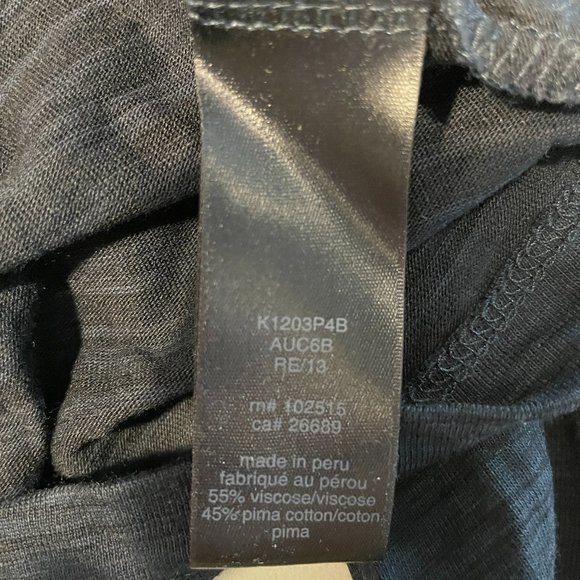 K1203P4B
AUC6B
RE/13
m# 102515
ca# 26689
made in peru
fabriqué au pérou
55% viscose/viscose
45% pima cotton/coton
pima